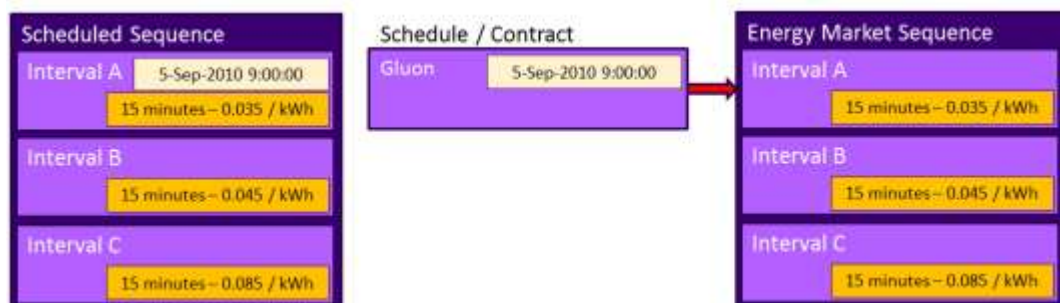 Scheduled Sequence
Interval A
5-Sep-2010 9:00:00
15 minutes – 0.035 / kWh
Interval B
15 minutes – 0.045 / kWh
Interval C
15 minutes – 0.085 / kWh
Schedule / Contract
Gluon
5-Sep-2010 9:00:00
Energy Market Sequence
Interval A
15 minutes – 0.035 / kWh
Interval B
15 minutes – 0.045 / kWh
Interval C
15 minutes – 0.085 / kWh